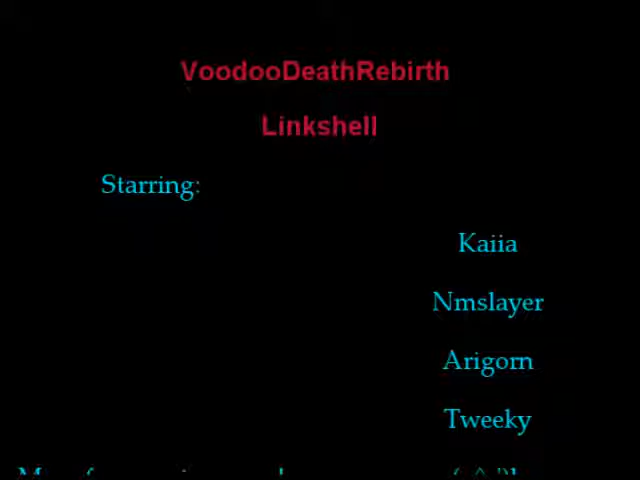 VoodooDeathRebirth
Linkshell
Starring:
Kaiia
Nmslayer
Arigorn
Tweeky